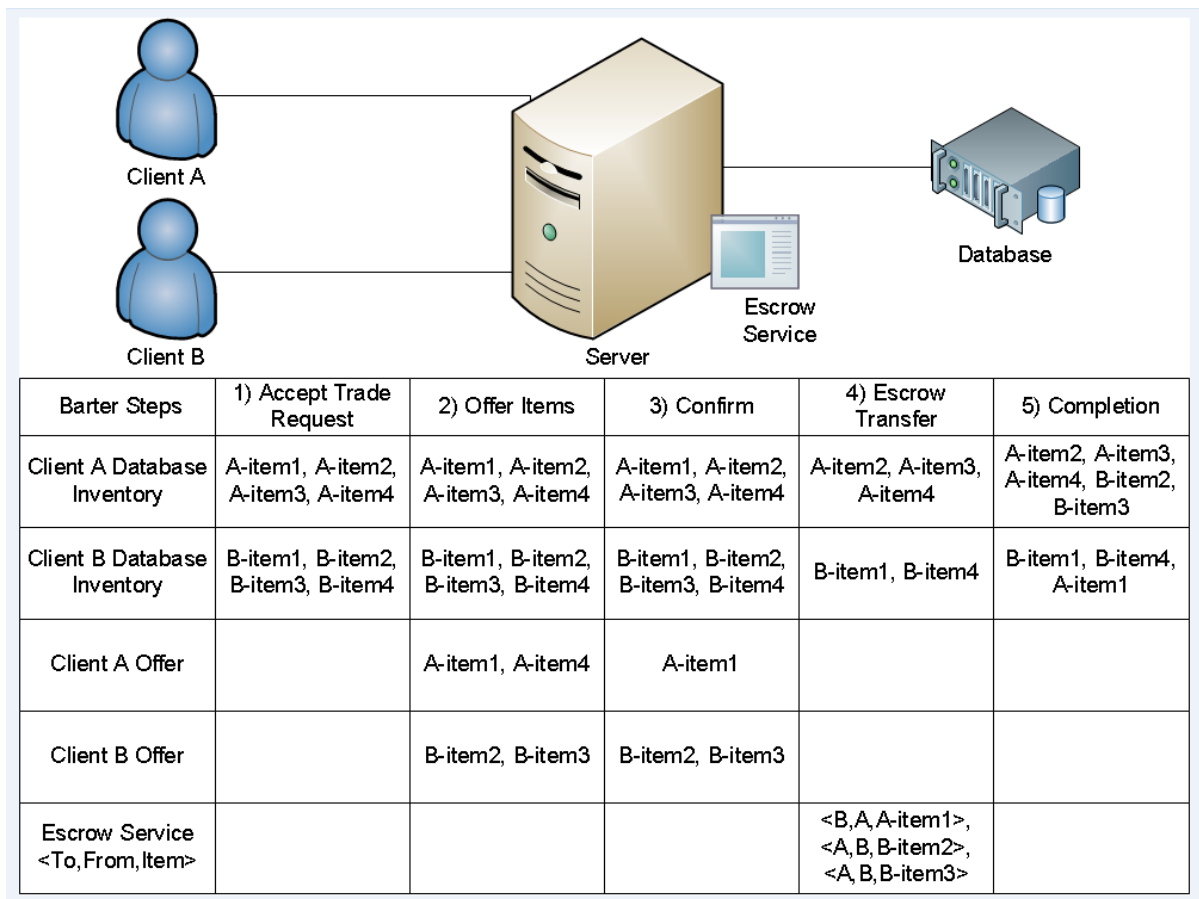 Client A
Client B
Server
Escrow
Service
Database
Barter Steps
1) Accept Trade
Request
2) Offer Items
3) Confirm
4) Escrow
Transfer
5) Completion
Client A Database
Inventory
A-item1, A-item2,
A-item3, A-item4
A-item1, A-item2,
A-item3, A-item4
A-item1, A-item2,
A-item3, A-item4
A-item2, A-item3,
A-item4
A-item2, A-item3,
A-item4, B-item2,
B-item3
Client B Database
Inventory
B-item1, B-item2,
B-item3, B-item4
B-item1, B-item2,
B-item3, B-item4
B-item1, B-item2,
B-item3, B-item4
B-item1, B-item4
B-item1, B-item4,
A-item1
Client A Offer
A-item1, A-item4
A-item1
Client B Offer
B-item2, B-item3
B-item2, B-item3
Escrow Service
<To,From,Item>
<B,A,A-item1>,
<A,B,B-item2>,
<A,B,B-item3>